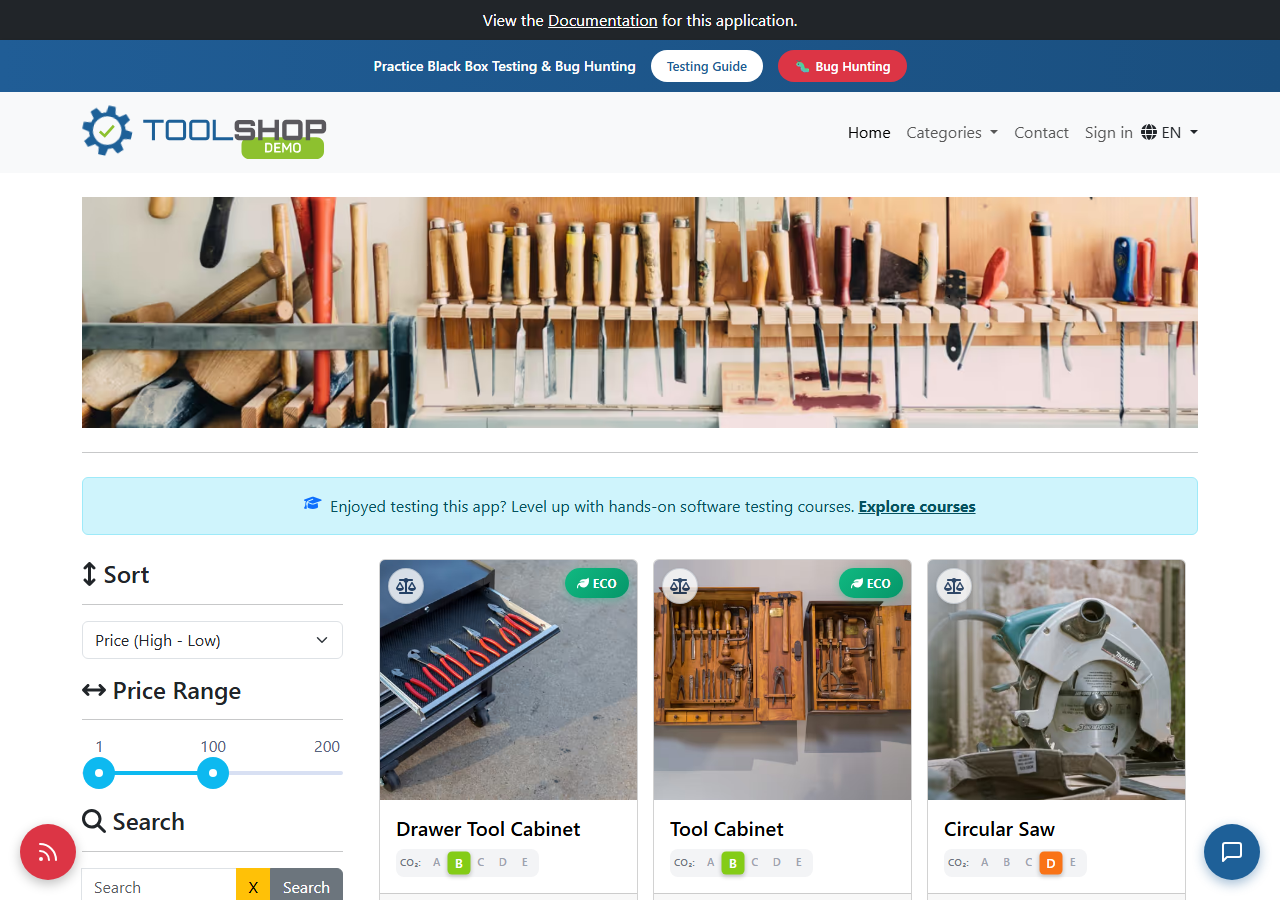 View the Documentation for this application.
Practice Black Box Testing & Bug Hunting
Testing Guide
Bug Hunting
TOOLSHOP
DEMO
Home
Categories
Contact
Sign in
EN
Enjoyed testing this app? Level up with hands-on software testing courses. Explore courses
Sort
Price (High - Low)
Price Range
1 100 200
Search
Search X Search
ECO
Drawer Tool Cabinet
CO₂: A B C D E
ECO
Tool Cabinet
CO₂: A B C D E
makita
Circular Saw
CO₂: A B C D E